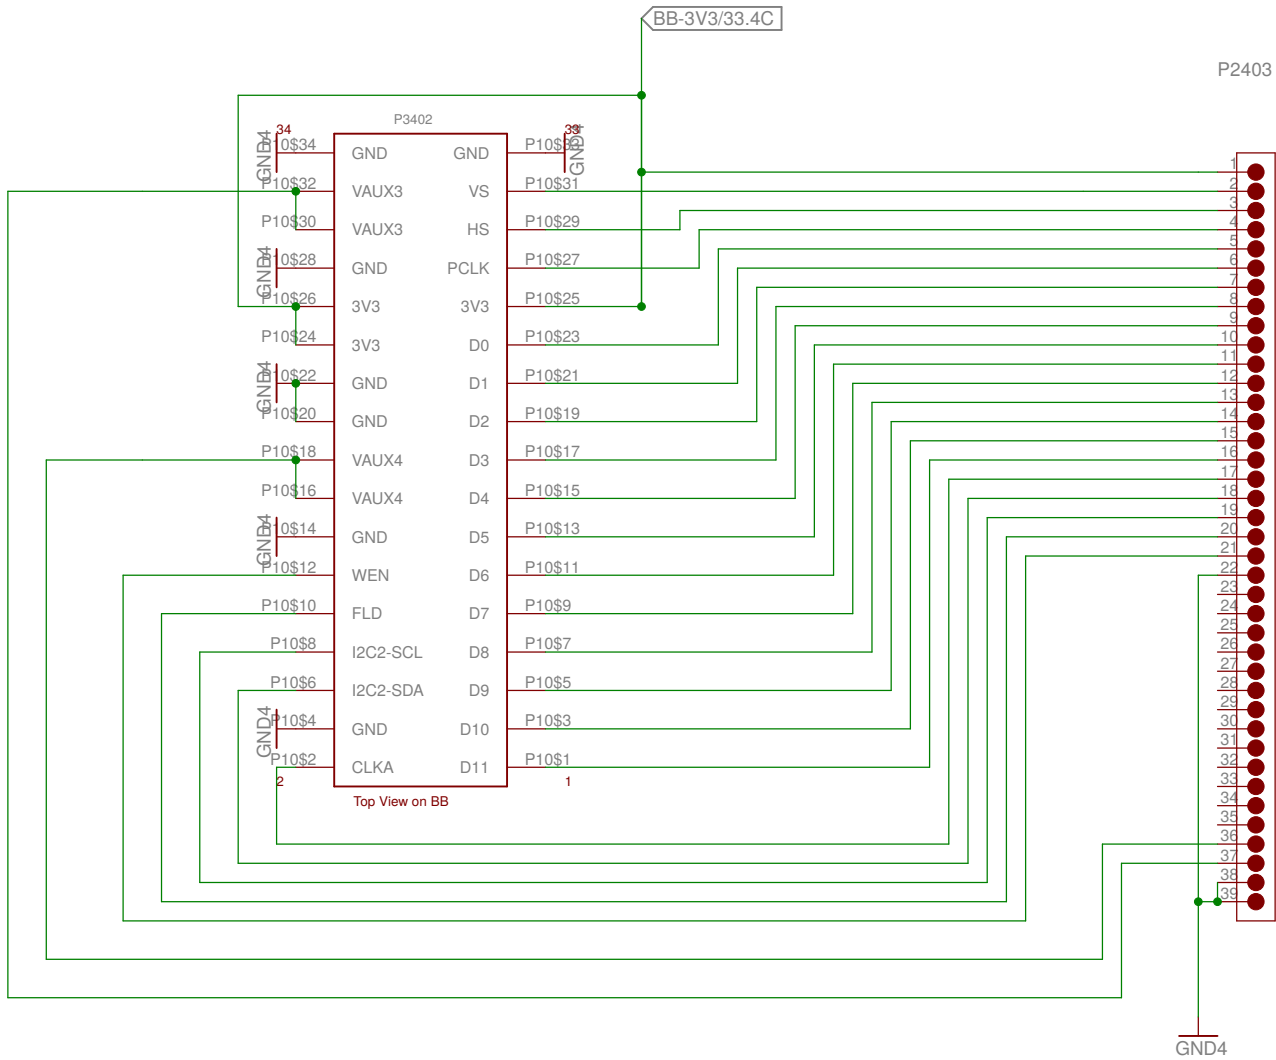 BB-3V3/33.4C
P2403
P3402
34
33
GND4
P10$34 GND GND P10$33
GND4
P10$32 VAUX3 VS P10$31
P10$30 VAUX3 HS P10$29
GND4
P10$28 GND PCLK P10$27
P10$26 3V3 3V3 P10$25
P10$24 3V3 D0 P10$23
GND4
P10$22 GND D1 P10$21
P10$20 GND D2 P10$19
P10$18 VAUX4 D3 P10$17
P10$16 VAUX4 D4 P10$15
GND4
P10$14 GND D5 P10$13
P10$12 WEN D6 P10$11
P10$10 FLD D7 P10$9
P10$8 I2C2-SCL D8 P10$7
P10$6 I2C2-SDA D9 P10$5
GND4
P10$4 GND D10 P10$3
P10$2 CLKA D11 P10$1
2
1
Top View on BB
1
2
3
4
5
6
7
8
9
10
11
12
13
14
15
16
17
18
19
20
21
22
23
24
25
26
27
28
29
30
31
32
33
34
35
36
37
38
39
GND4